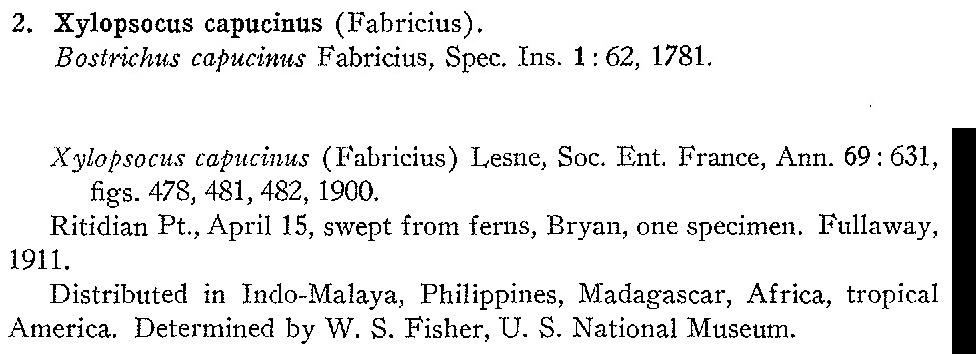 2. Xylopsocus capucinus (Fabricius).
Bostrichus capucinus Fabricius, Spec. Ins. 1: 62, 1781.
Xylopsocus capucinus (Fabricius) Lesne, Soc. Ent. France, Ann. 69: 631,
figs. 478, 481, 482, 1900.
Ritidian Pt., April 15, swept from ferns, Bryan, one specimen. Fullaway,
1911.
Distributed in Indo-Malaya, Philippines, Madagascar, Africa, tropical
America. Determined by W. S. Fisher, U. S. National Museum.